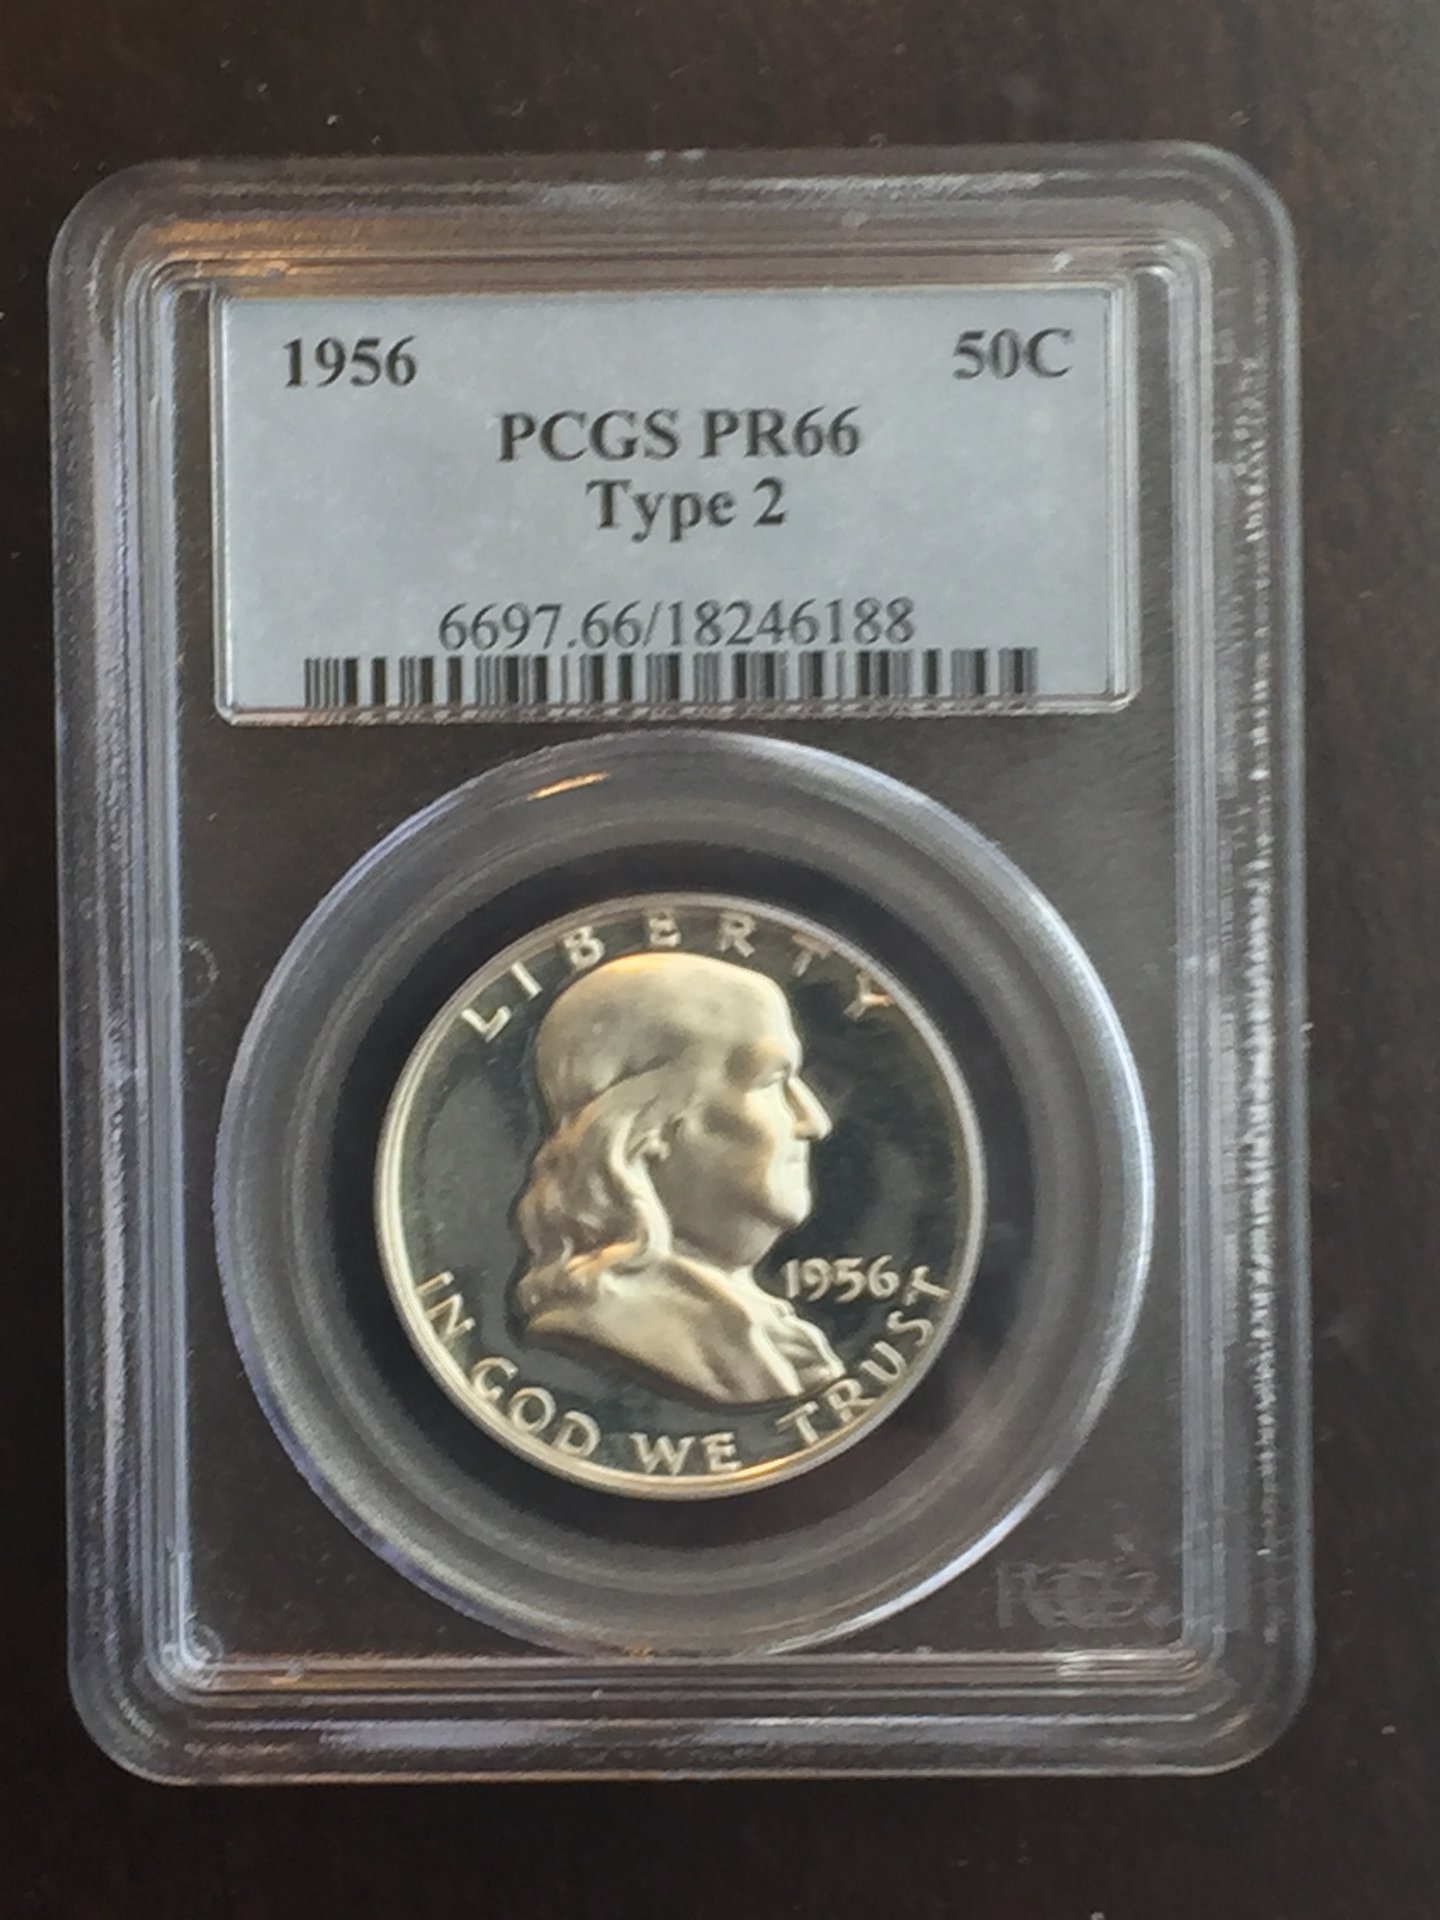 1956 50C
PCGS PR66
Type 2
6697.66/18246188
LIBERTY
1956
IN GOD WE TRUST